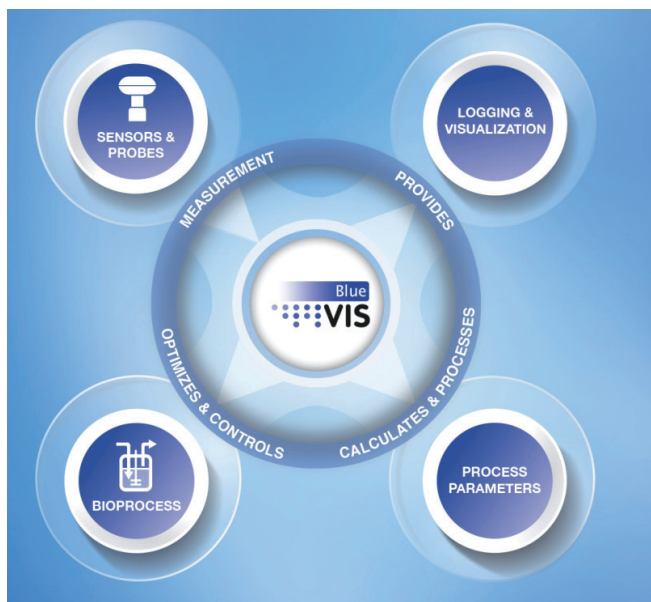 SENSORS &
PROBES
LOGGING &
VISUALIZATION
MEASUREMENT
PROVIDES
Blue
VIS
OPTIMIZES & CONTROLS
CALCULATES & PROCESSES
BIOPROCESS
PROCESS
PARAMETERS